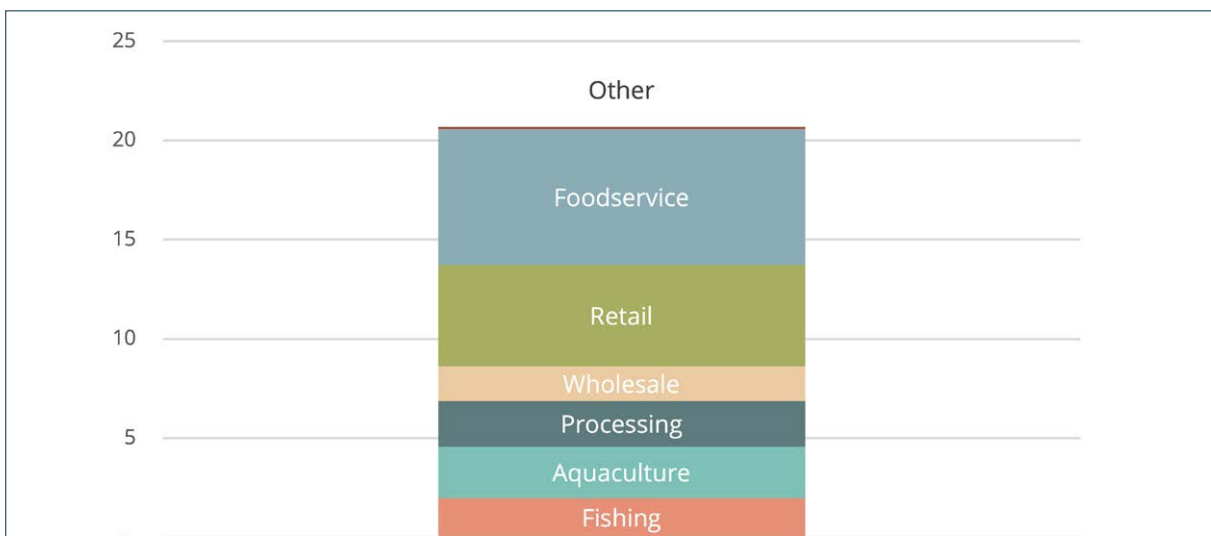 25
Other
20
Foodservice
15
Retail
10
Wholesale
Processing
5
Aquaculture
Fishing